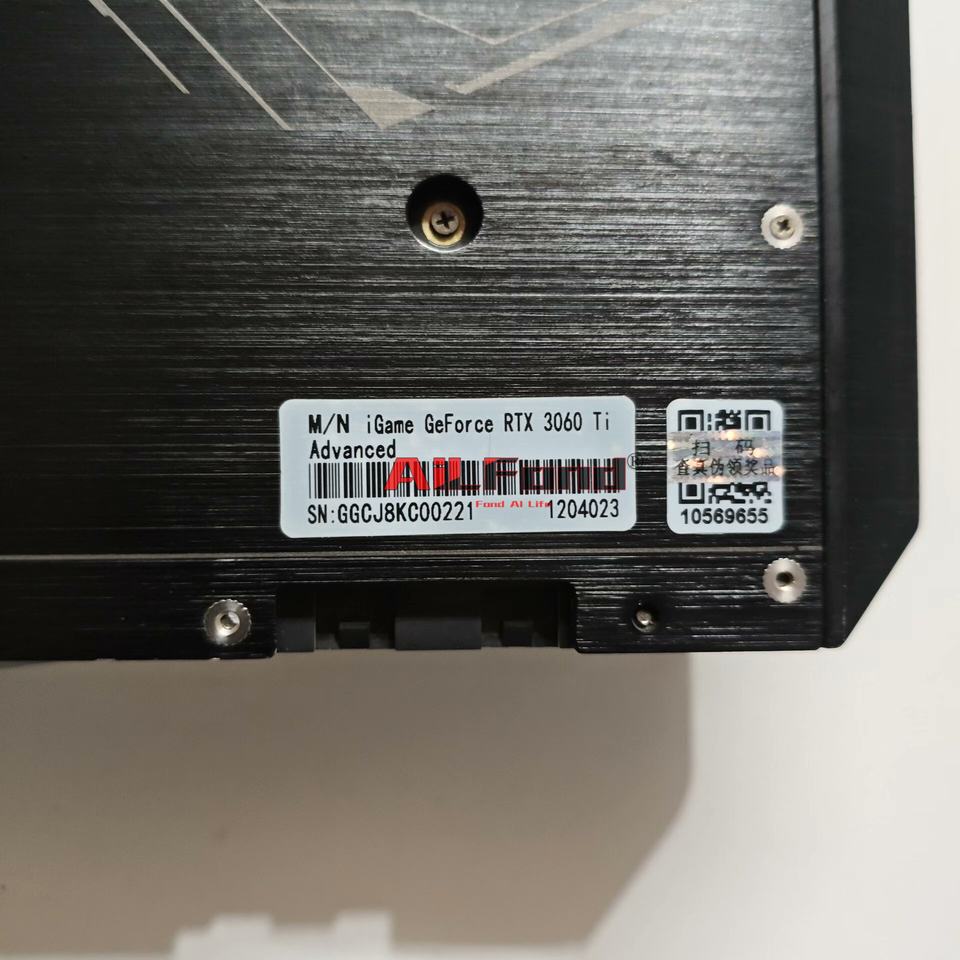 M/N iGame GeForce RTX 3060 Ti
Advanced
AiLFond®
Fond AI Life
SN:GGCJ8KC00221 1204023
扫 码
查真伪领奖品
10569655